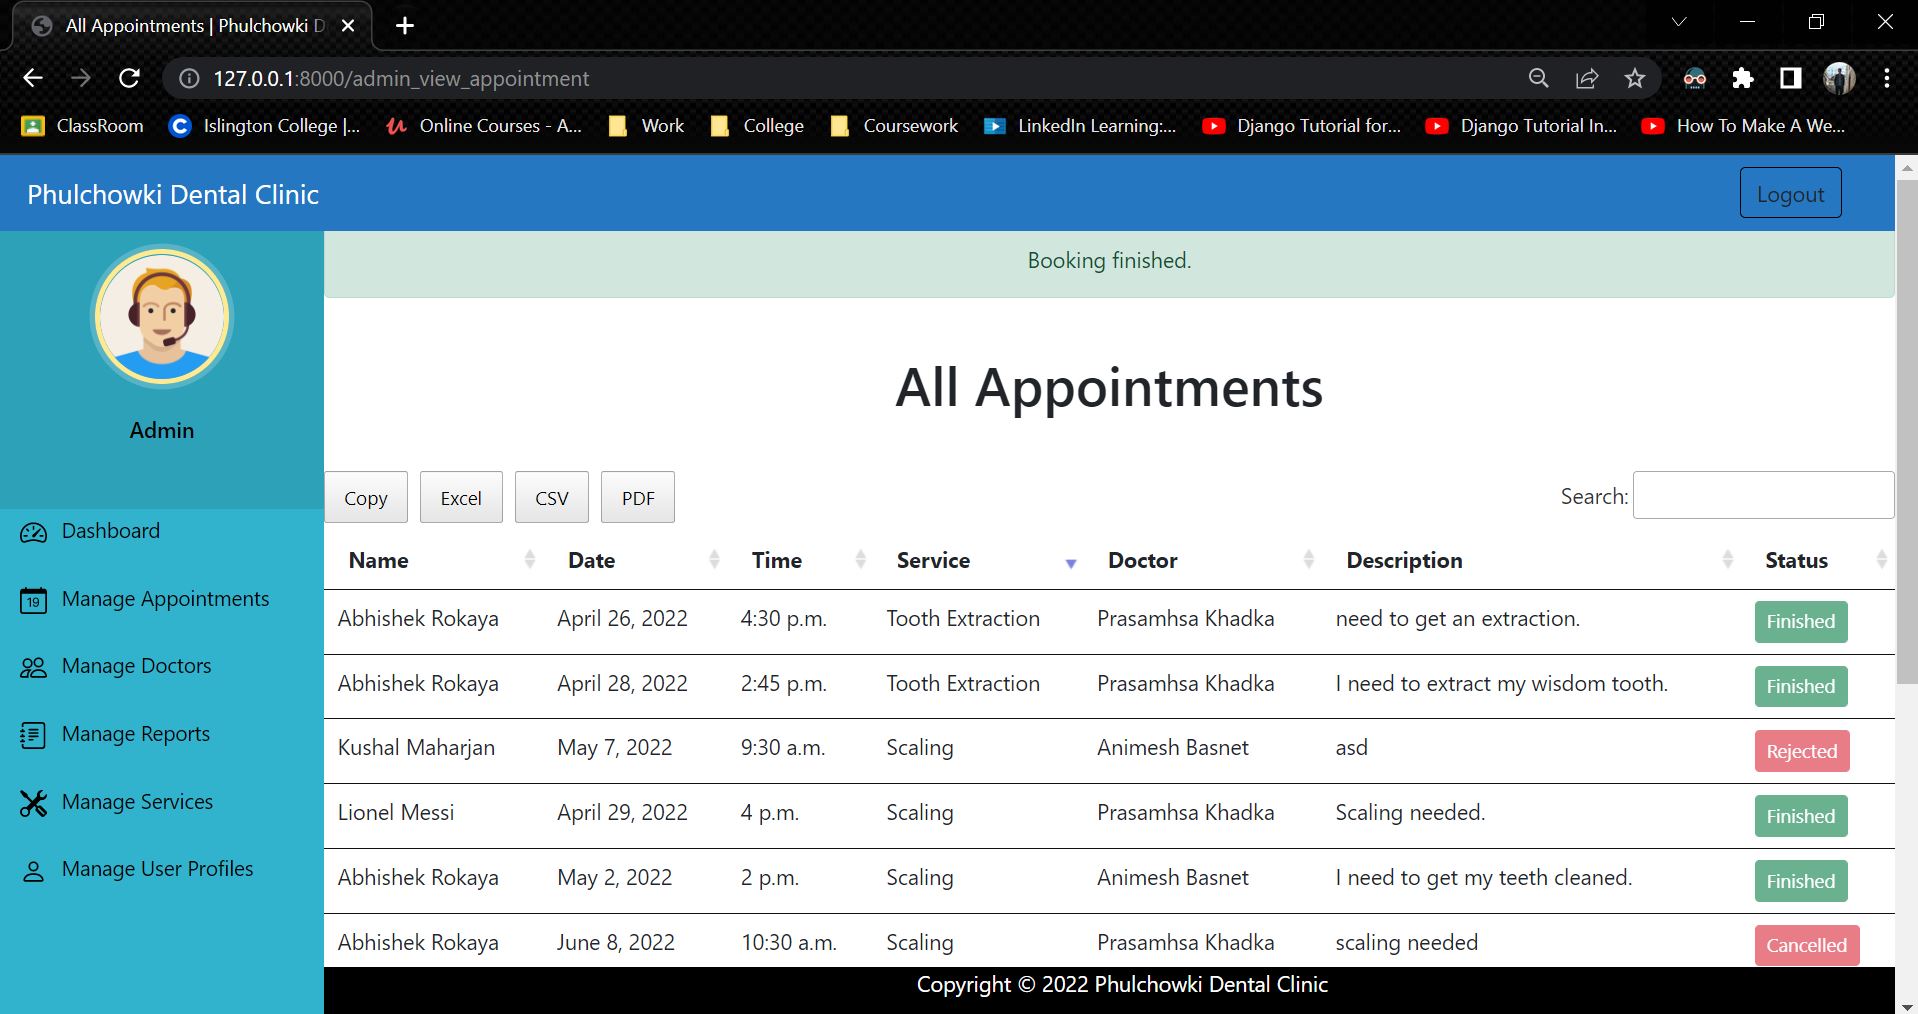 All Appointments | Phulchowki D
127.0.0.1:8000/admin_view_appointment
ClassRoom Islington College |... Online Courses - A... Work College Coursework LinkedIn Learning:... Django Tutorial for... Django Tutorial In... How To Make A We...
Phulchowki Dental Clinic Logout
Booking finished.
Admin
Dashboard
19 Manage Appointments
Manage Doctors
Manage Reports
Manage Services
Manage User Profiles
All Appointments
Copy Excel CSV PDF Search:
Name Date Time Service Doctor Description Status
Abhishek Rokaya April 26, 2022 4:30 p.m. Tooth Extraction Prasamhsa Khadka need to get an extraction. Finished
Abhishek Rokaya April 28, 2022 2:45 p.m. Tooth Extraction Prasamhsa Khadka I need to extract my wisdom tooth. Finished
Kushal Maharjan May 7, 2022 9:30 a.m. Scaling Animesh Basnet asd Rejected
Lionel Messi April 29, 2022 4 p.m. Scaling Prasamhsa Khadka Scaling needed. Finished
Abhishek Rokaya May 2, 2022 2 p.m. Scaling Animesh Basnet I need to get my teeth cleaned. Finished
Abhishek Rokaya June 8, 2022 10:30 a.m. Scaling Prasamhsa Khadka scaling needed Cancelled
Copyright © 2022 Phulchowki Dental Clinic